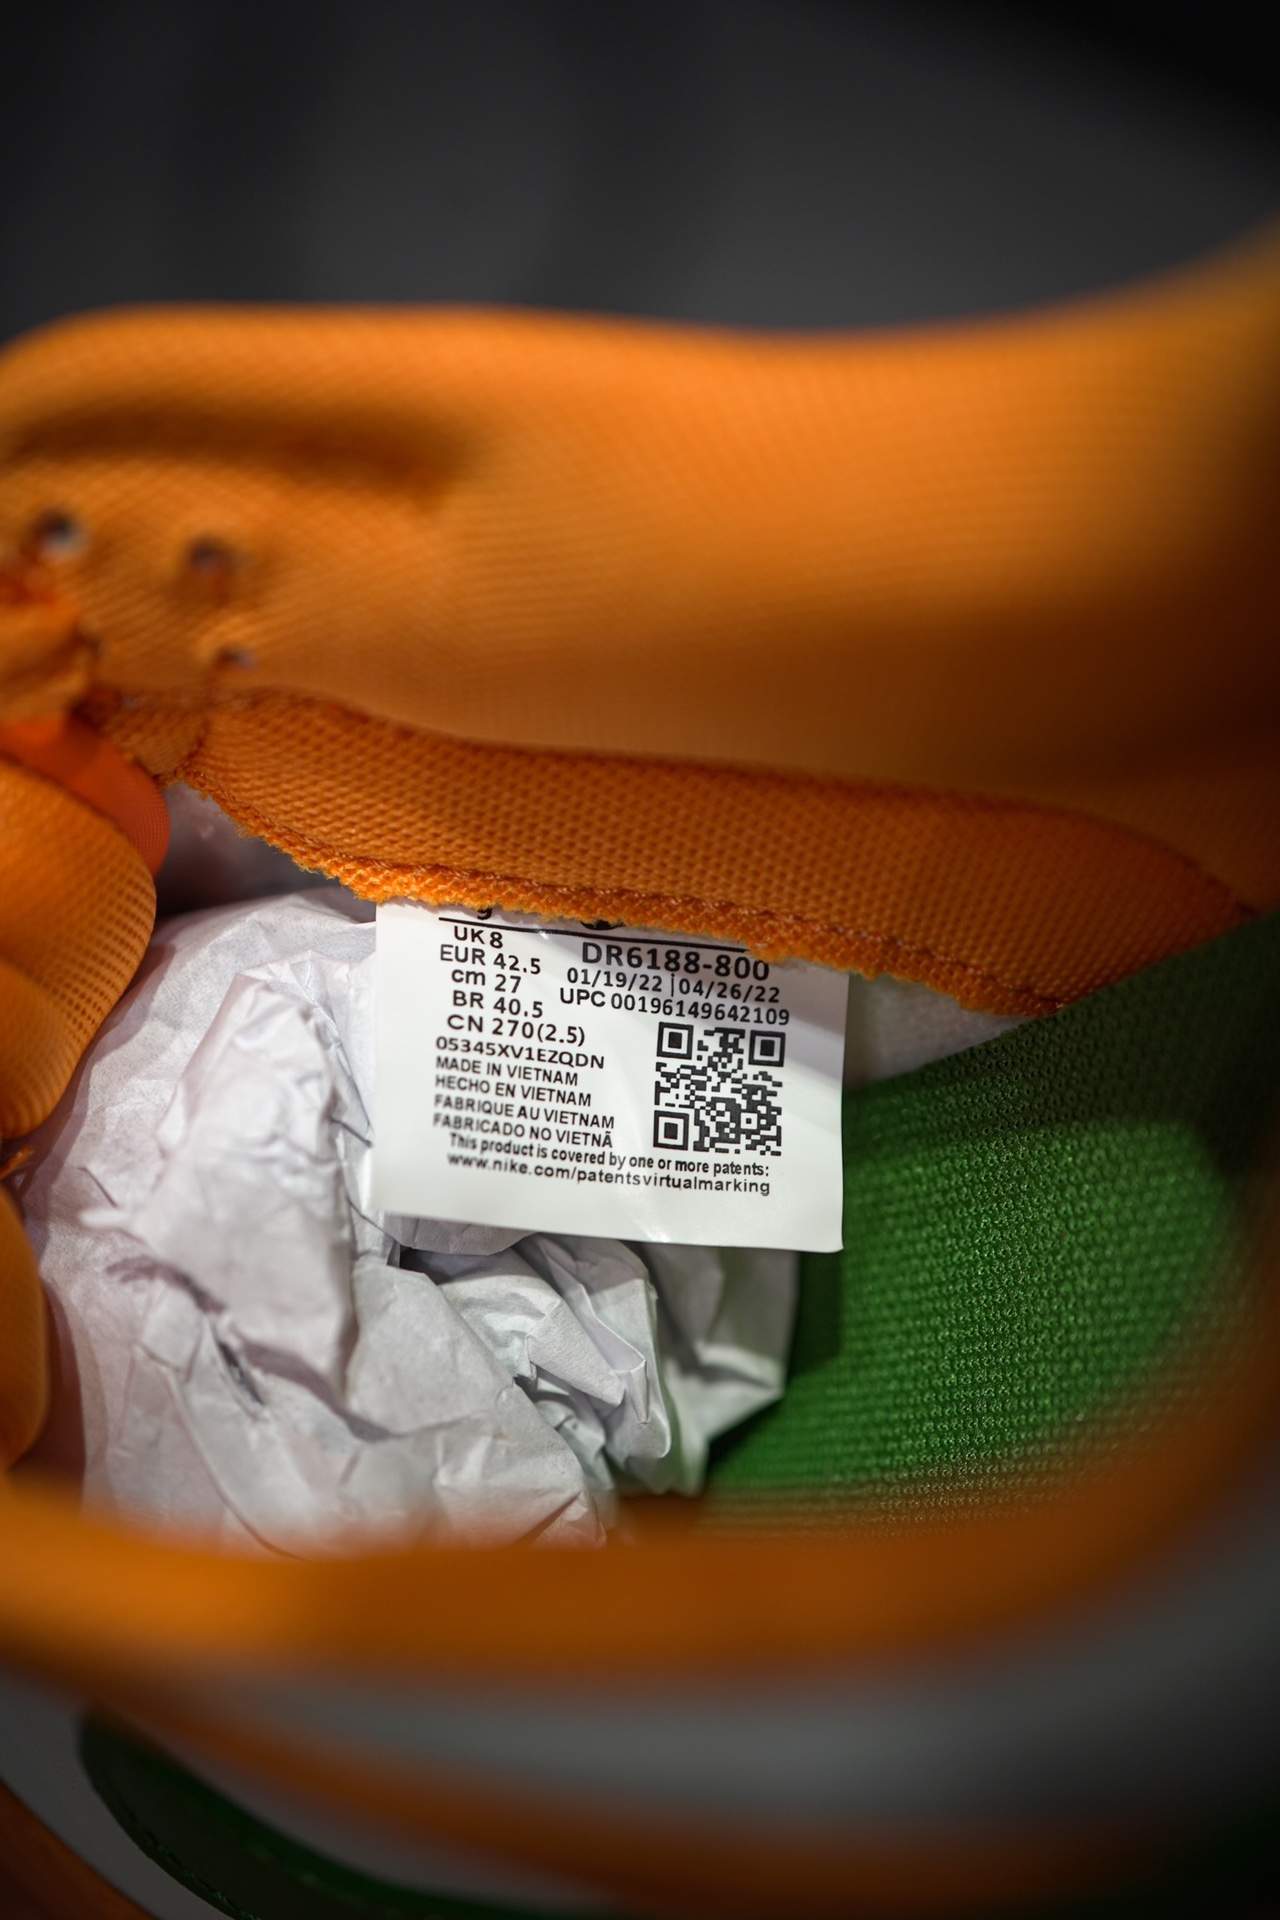 UK 8
EUR 42.5
cm 27
BR 40.5
CN 270(2.5)
05345XV1EZQDN
MADE IN VIETNAM
HECHO EN VIETNAM
FABRIQUE AU VIETNAM
FABRICADO NO VIETNÃ
DR6188-800
01/19/22 | 04/26/22
UPC 00196149642109
This product is covered by one or more patents:
www.nike.com/patentsvirtualmarking